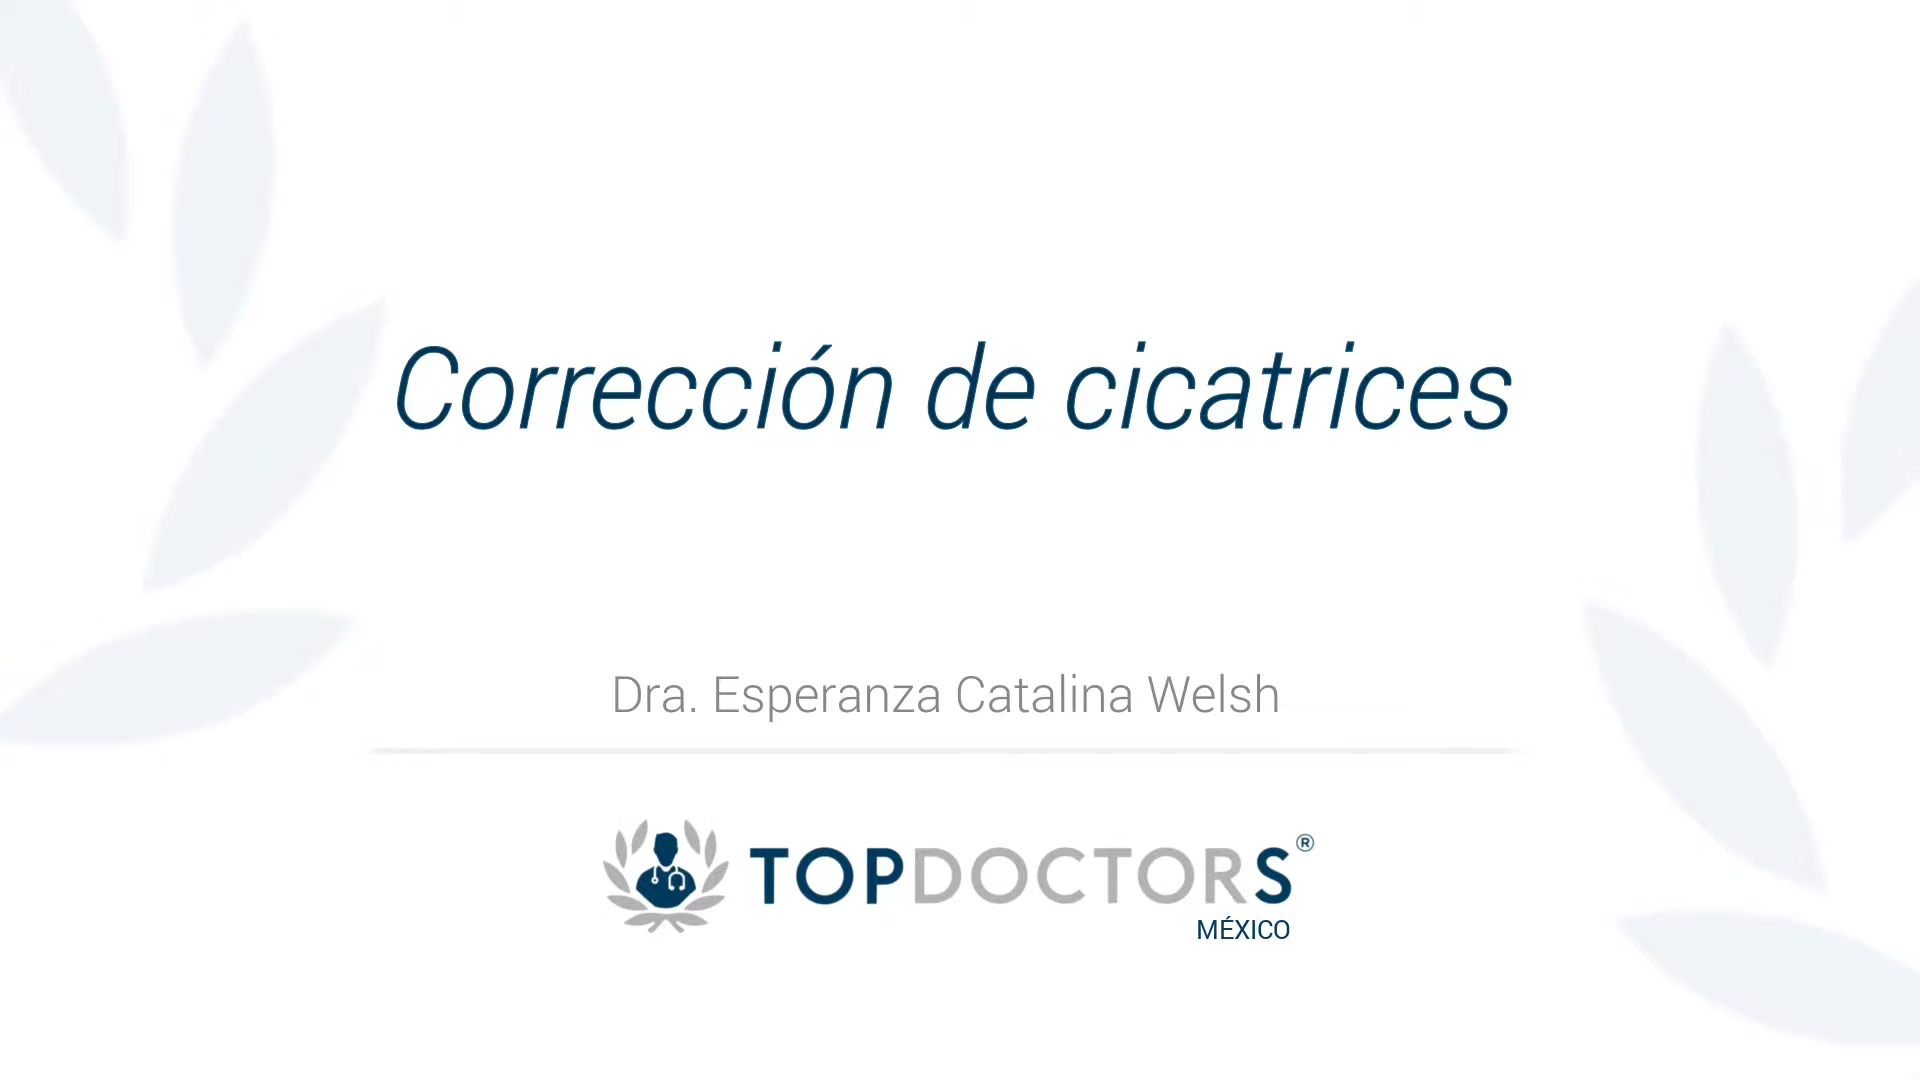 Corrección de cicatrices
Dra. Esperanza Catalina Welsh
TOPDOCTORS®
MÉXICO